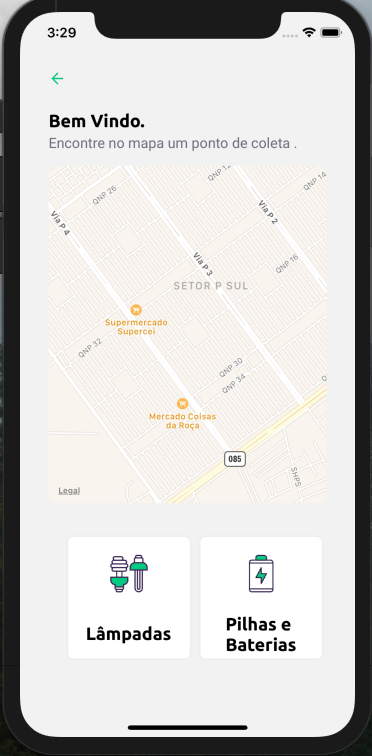 3:29
Bem Vindo.
Encontre no mapa um ponto de coleta .
QNP 12
QNP 14
QNP 26
Via P 4
Via P 2
Via P 3
QNP 16
SETOR P SUL
Supermercado
Supercei
QNP 32
QNP 30
QNP 34
Mercado Coisas
da Roça
085
SHPS
Legal
Lâmpadas
Pilhas e
Baterias